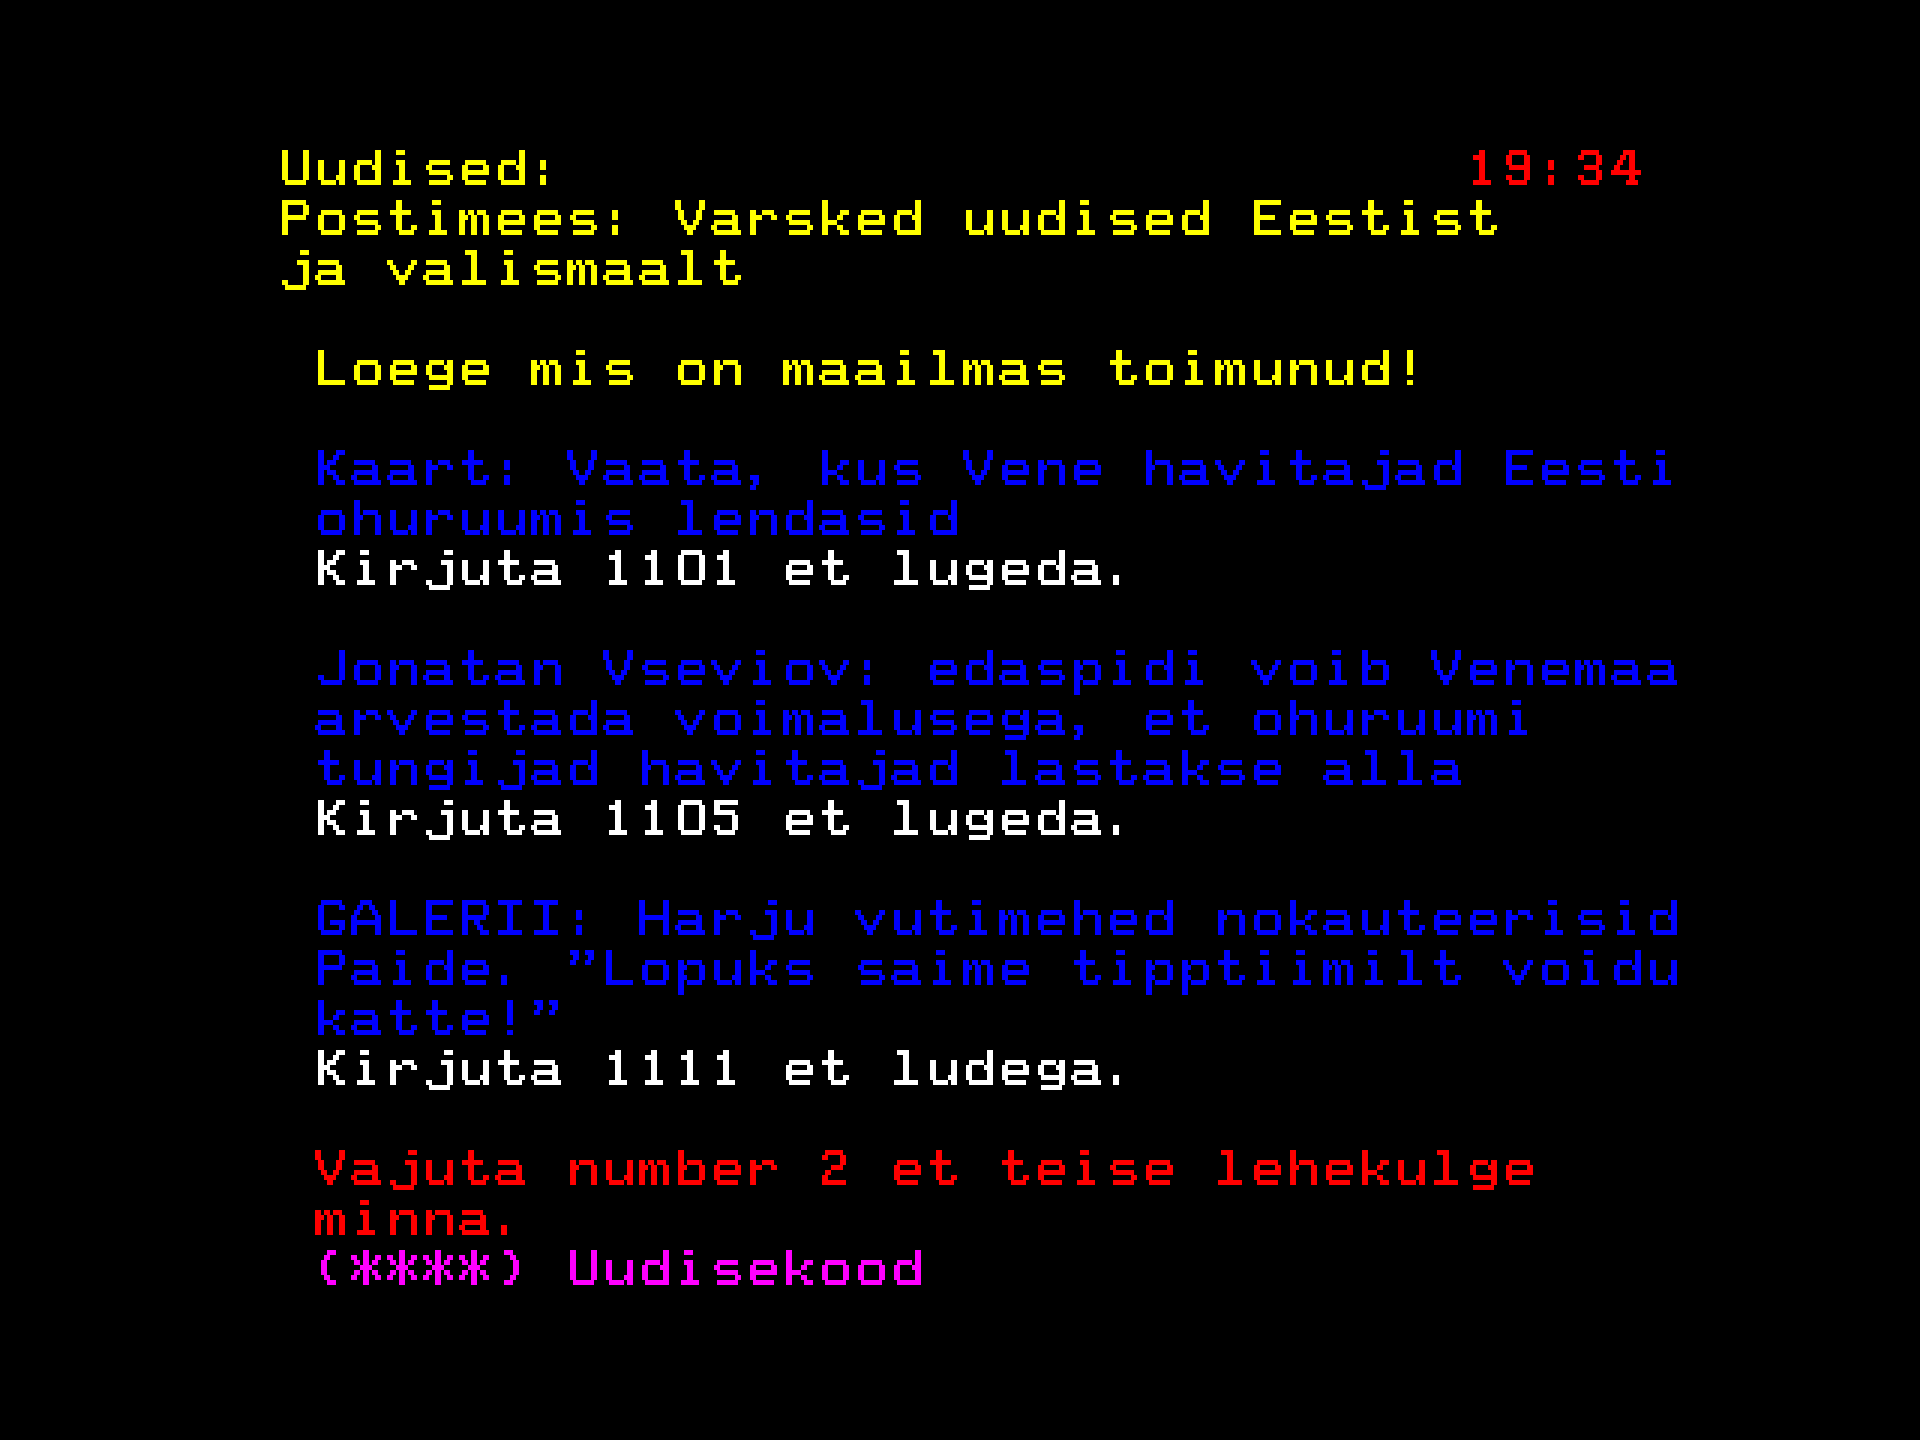 Uudised: 19:34
Postimees: Varsked uudised Eestist
ja valismaalt
Loege mis on maailmas toimunud!
Kaart: Vaata, kus Vene havitajad Eesti
ohuruumis lendasid
Kirjuta 1101 et lugeda.
Jonatan Vseviov: edaspidi voib Venemaa
arvestada voimalusega, et ohuruumi
tungijad havitajad lastakse alla
Kirjuta 1105 et lugeda.
GALERII: Harju vutimehed nokauteerisid
Paide. ”Lopuks saime tipptiimilt voidu
katte!”
Kirjuta 1111 et ludega.
Vajuta number 2 et teise lehekulge
minna.
(****) Uudisekood